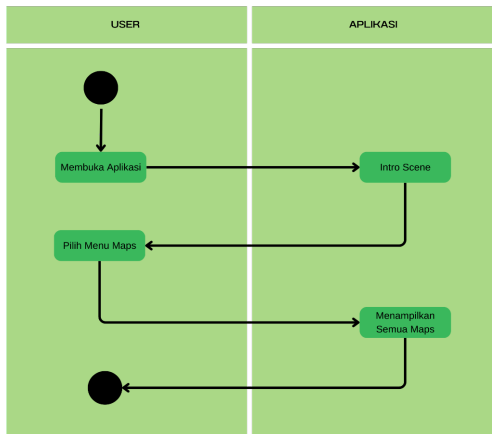 USER
APLIKASI
Membuka Aplikasi
Intro Scene
Pilih Menu Maps
Menampilkan
Semua Maps